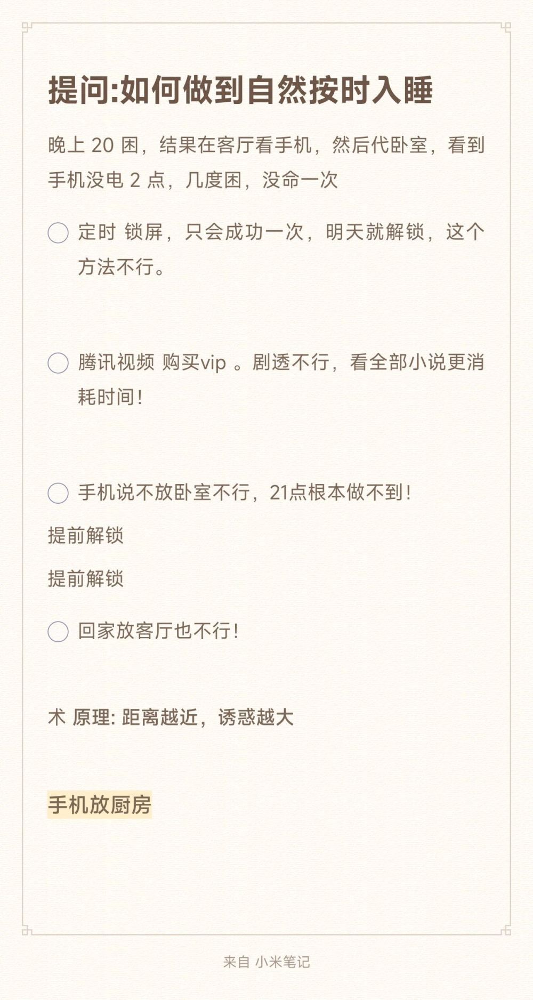 提问:如何做到自然按时入睡
晚上 20 困，结果在客厅看手机，然后代卧室，看到
手机没电 2 点，几度困，没命一次
定时 锁屏，只会成功一次，明天就解锁，这个
方法不行。
腾讯视频 购买vip 。剧透不行，看全部小说更消
耗时间！
手机说不放卧室不行，21点根本做不到！
提前解锁
提前解锁
回家放客厅也不行！
术 原理: 距离越近，诱惑越大
手机放厨房
来自 小米笔记